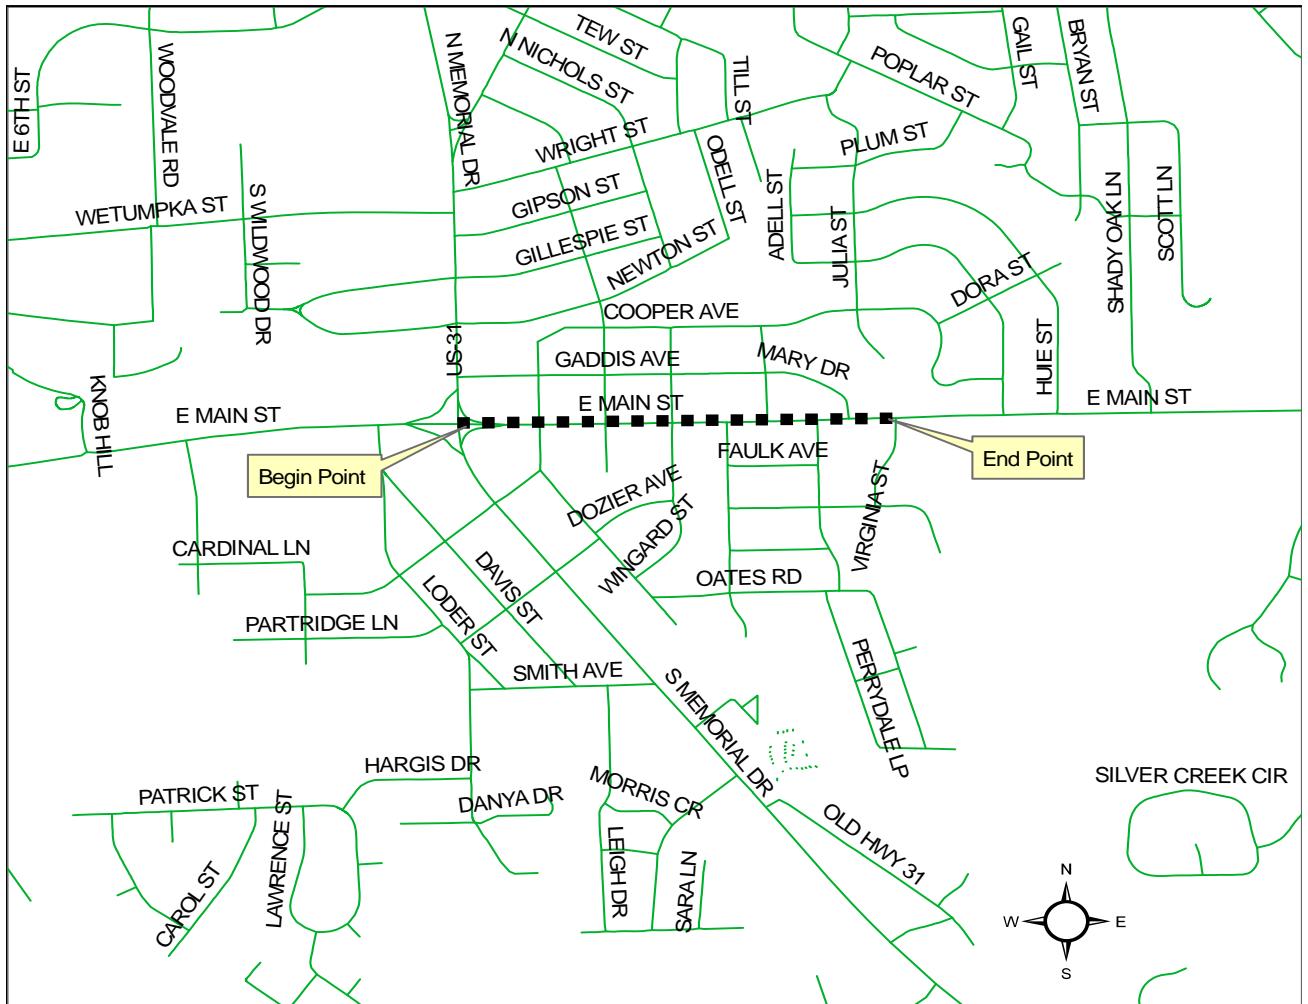 TEW ST
GAIL ST
BRYAN ST
N NICHOLS ST
N MEMORIAL DR
WOODVALE RD
E 6TH ST
TILL ST
POPLAR ST
WRIGHT ST
PLUM ST
ODELL ST
ADELL ST
JULIA ST
SHADY OAK LN
SCOTT LN
WETUMPKA ST
S WILDWOOD DR
GIPSON ST
GILLESPIE ST
NEWTON ST
DORA ST
COOPER AVE
US-31
GADDIS AVE
MARY DR
HUIE ST
KNOB HILL
E MAIN ST
E MAIN ST
E MAIN ST
Begin Point
End Point
FAULK AVE
DOZIER AVE
WINGARD ST
VIRGINIA ST
CARDINAL LN
DAVIS ST
LODER ST
OATES RD
PARTRIDGE LN
SMITH AVE
S MEMORIAL DR
PERRYDALE LP
HARGIS DR
PATRICK ST
DANYA DR
MORRIS CR
SILVER CREEK CIR
LAWRENCE ST
CAROL ST
LEIGH DR
SARA LN
OLD HWY 31
N
W
E
S